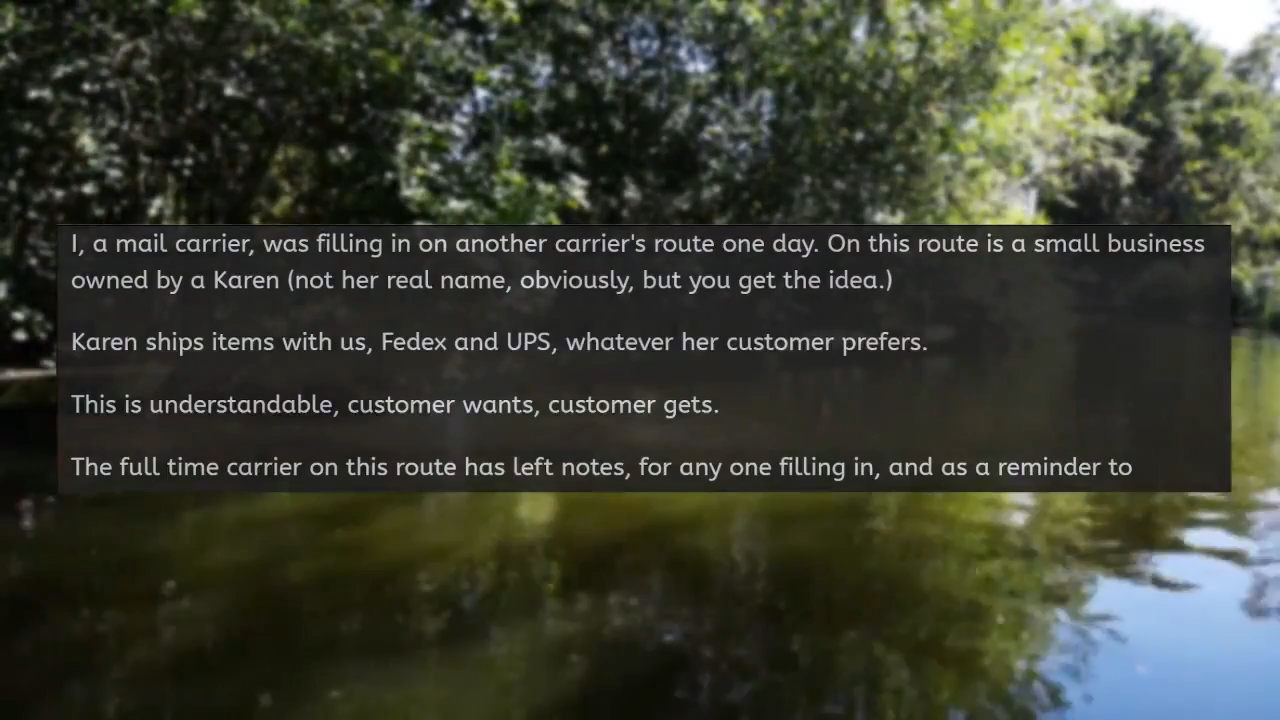 I, a mail carrier, was filling in on another carrier's route one day. On this route is a small business
owned by a Karen (not her real name, obviously, but you get the idea.)
Karen ships items with us, Fedex and UPS, whatever her customer prefers.
This is understandable, customer wants, customer gets.
The full time carrier on this route has left notes, for any one filling in, and as a reminder to